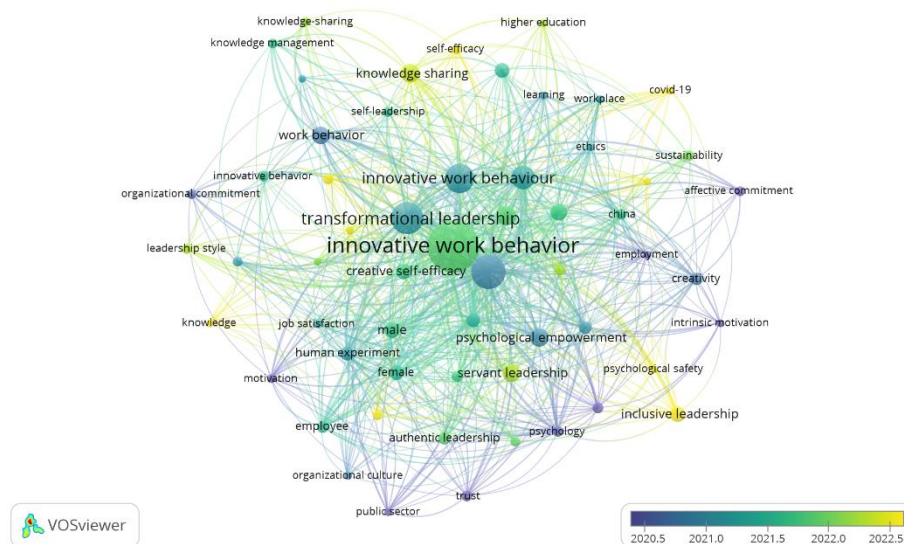 knowledge-sharing
higher education
knowledge management
self-efficacy
knowledge sharing
covid-19
learning
workplace
self-leadership
work behavior
ethics
sustainability
innovative behavior
innovative work behaviour
organizational commitment
affective commitment
china
transformational leadership
innovative work behavior
leadership style
employment
creative self-efficacy
creativity
knowledge
job satisfaction
male
intrinsic motivation
psychological empowerment
human experiment
motivation
female
servant leadership
psychological safety
inclusive leadership
employee
authentic leadership
psychology
organizational culture
trust
public sector
VOSviewer
2020.5 2021.0 2021.5 2022.0 2022.5